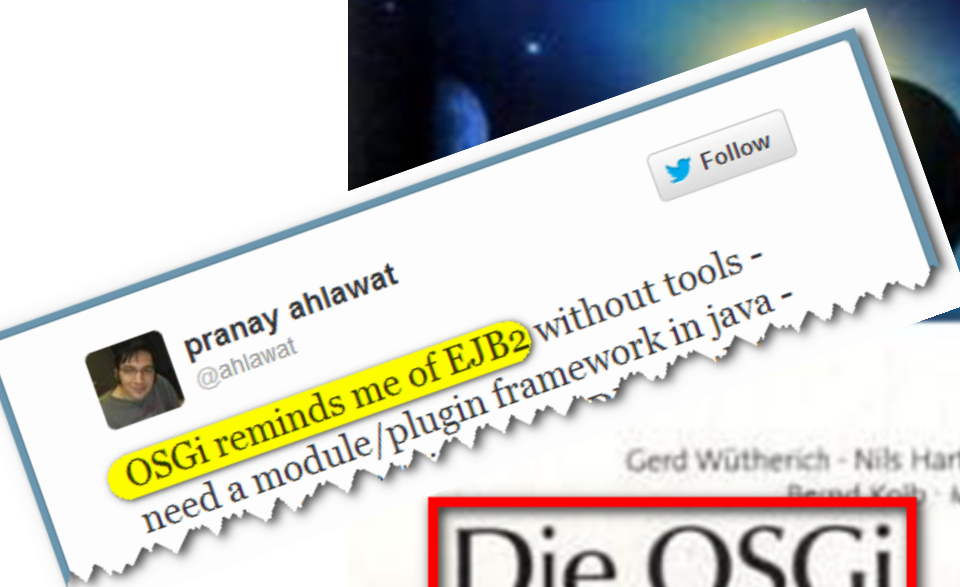 Follow
pranay ahlawat
@ahlawat
OSGi reminds me of EJB2 without tools -
need a module/plugin framework in java -
Gerd Wütherich - Nils Hart
Bernd Kolb ·
Die OSGi